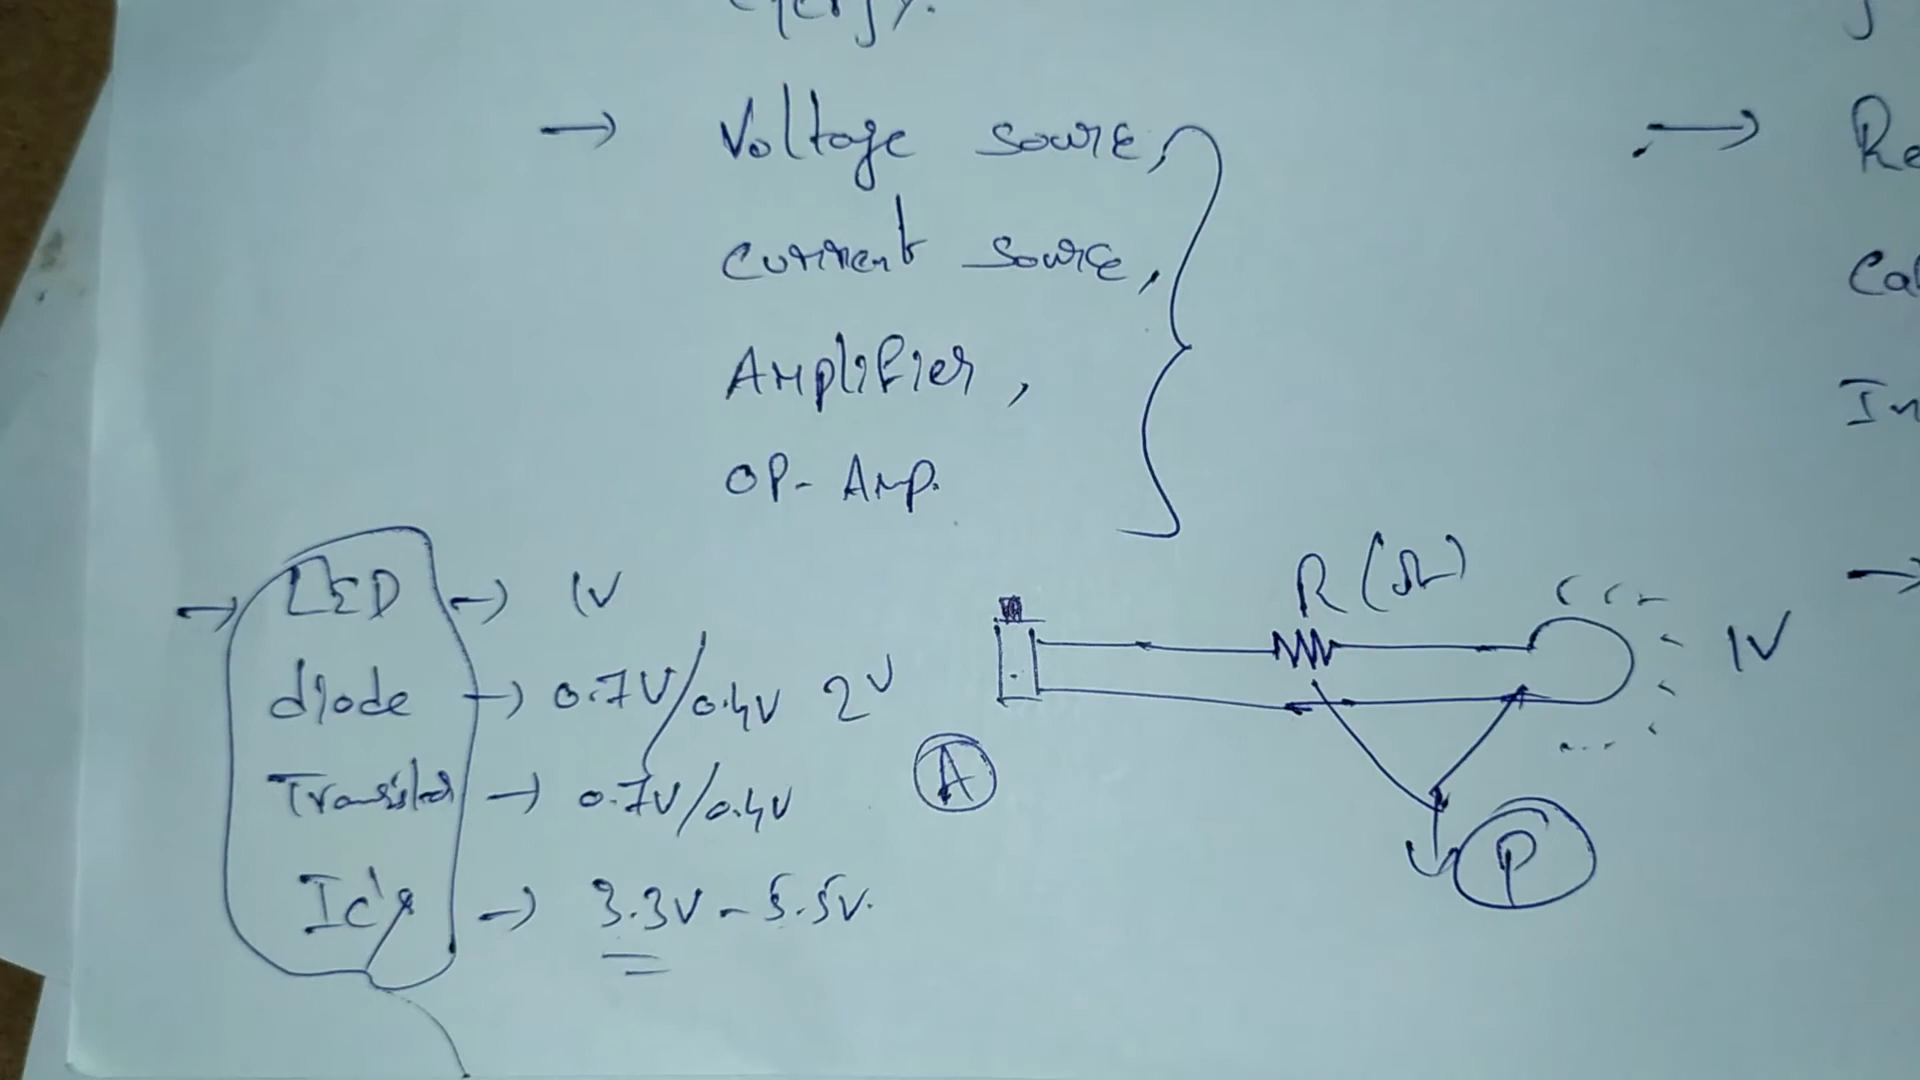 energy.
→ Voltage source,
current source,
Amplifier,
OP-Amp.
→ LED → 1V
diode → 0.7V/0.4V 2V
Transistor → 0.7V/0.4V
Ic's → 3.3V - 5.5V.
R (Ω)
1V
A
P
→ Re
Ca
In
→